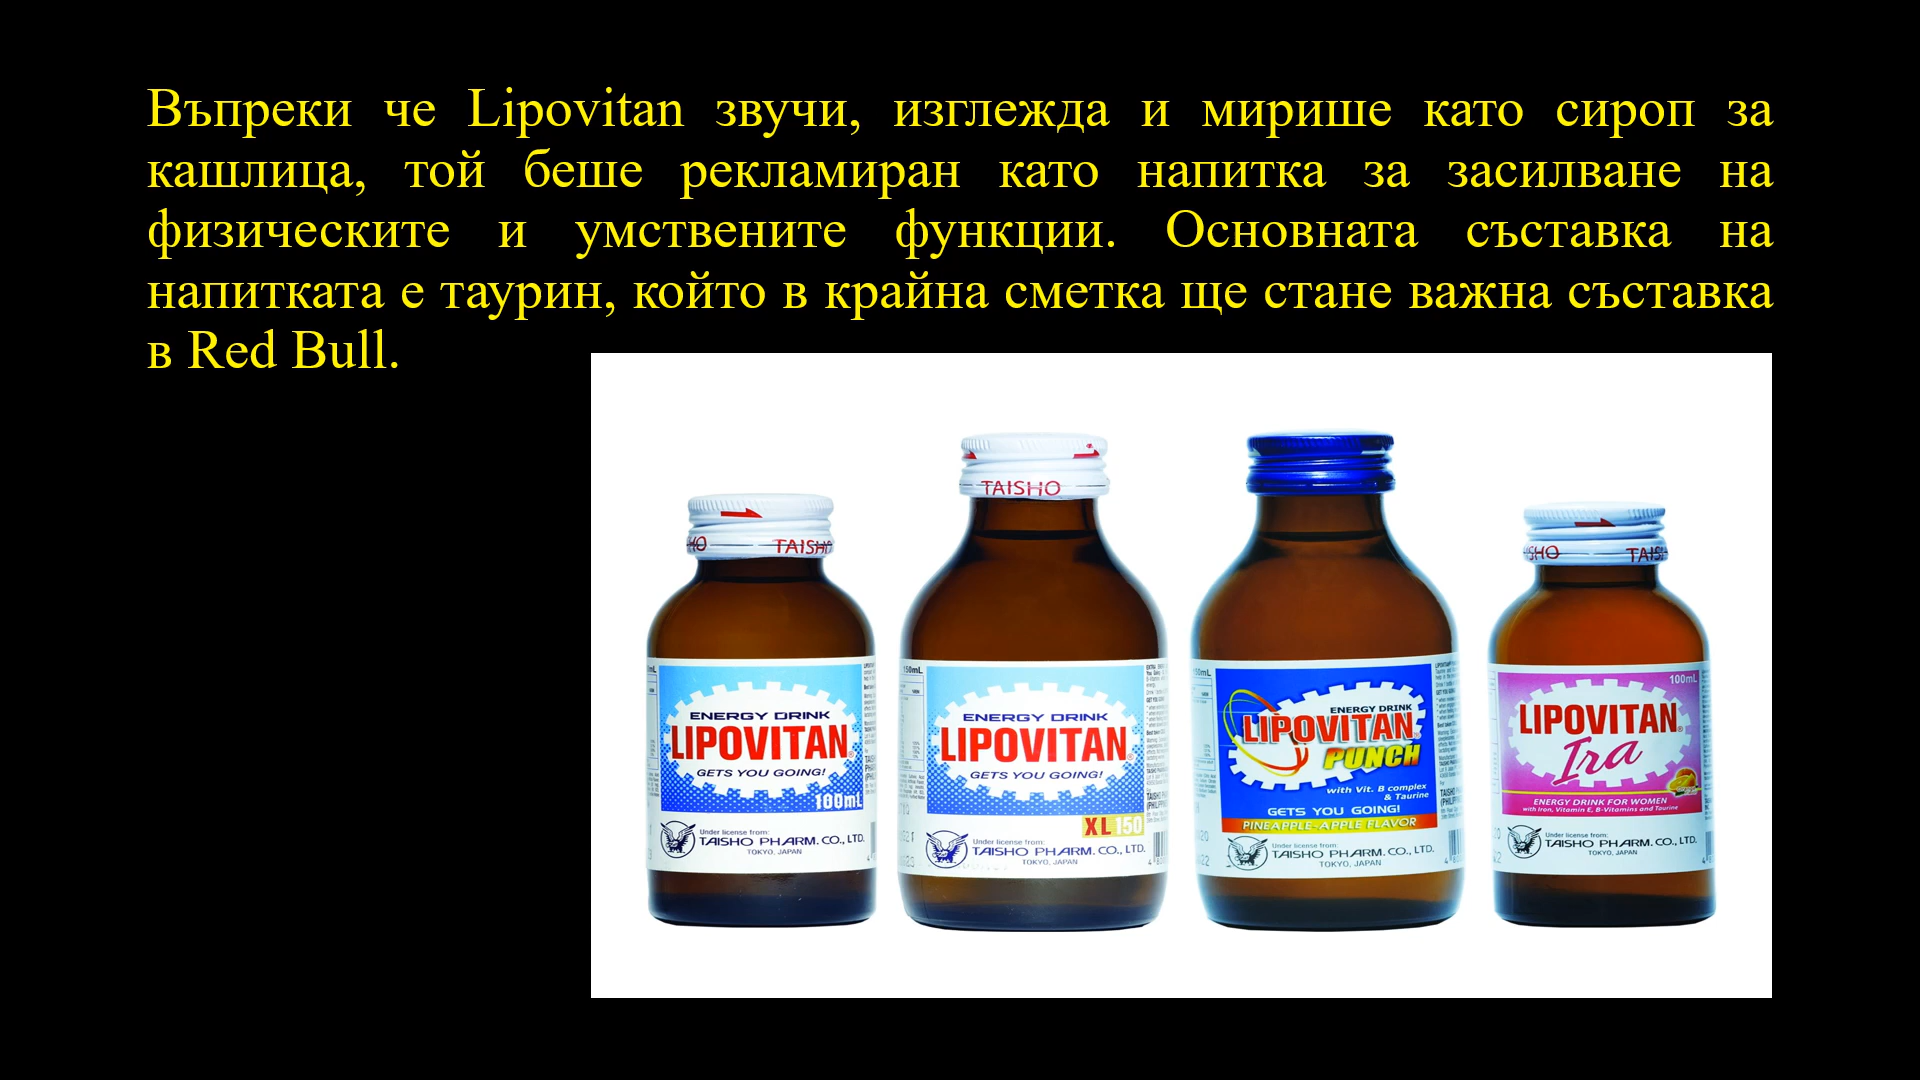 Въпреки че Lipovitan звучи, изглежда и мирише като сироп за
кашлица, той беше рекламиран като напитка за засилване на
физическите и умствените функции. Основната съставка на
напитката е таурин, който в крайна сметка ще стане важна съставка
в Red Bull.
TAISHO
ENERGY DRINK
LIPOVITAN®
GETS YOU GOING!
100mL
Under license from:
TAISHO PHARM. CO., LTD.
TOKYO, JAPAN
TAISHO
150mL
ENERGY DRINK
LIPOVITAN®
GETS YOU GOING!
XL 150
Under license from:
TAISHO PHARM. CO., LTD.
TOKYO, JAPAN
ENERGY DRINK
LIPOVITAN
PUNCH
with Vit. B complex
& Taurine
GETS YOU GOING!
PINEAPPLE-APPLE FLAVOR
Under license from:
TAISHO PHARM. CO., LTD.
TOKYO, JAPAN
TAISHO
100mL
LIPOVITAN®
Ira
ENERGY DRINK FOR WOMEN
with Iron, Vitamin E, B-Vitamins and Taurine
Under license from:
TAISHO PHARM. CO., LTD.
TOKYO, JAPAN